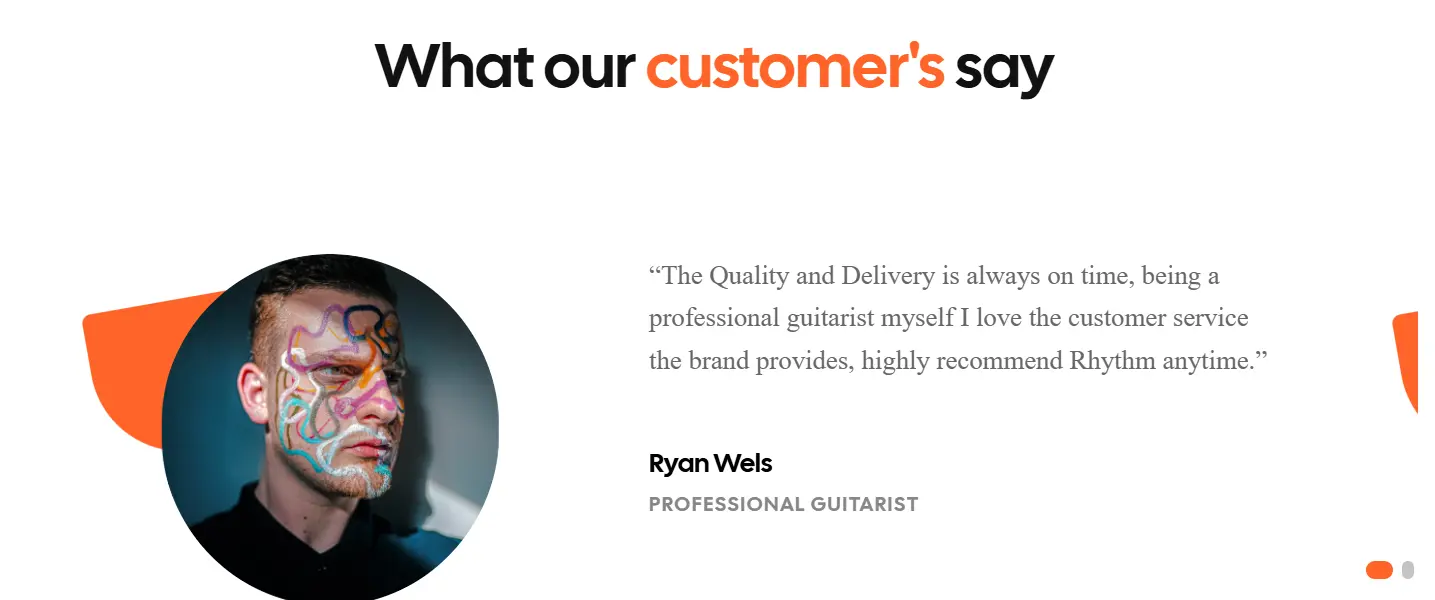 What our customer's say
“The Quality and Delivery is always on time, being a
professional guitarist myself I love the customer service
the brand provides, highly recommend Rhythm anytime.”
Ryan Wels
PROFESSIONAL GUITARIST